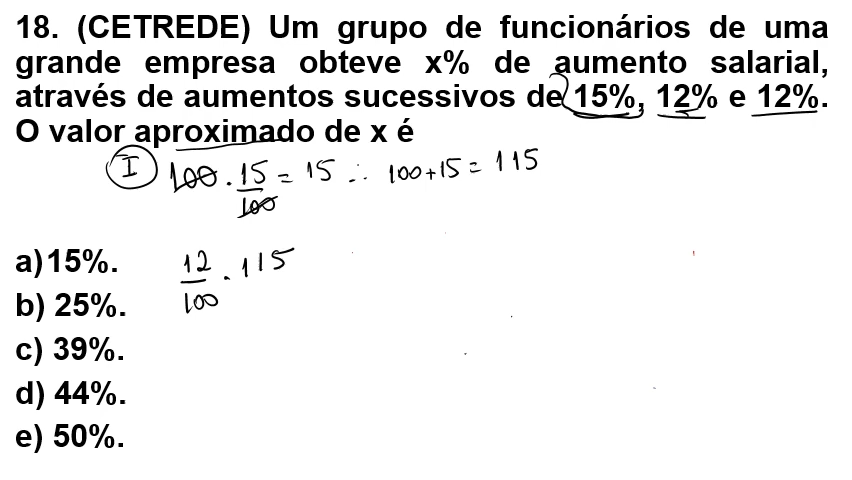 18. (CETREDE) Um grupo de funcionários de uma
grande empresa obteve x% de aumento salarial,
através de aumentos sucessivos de 15%, 12% e 12%.
O valor aproximado de x é
I 100 . 15/100 = 15 ∴ 100+15 = 115
a) 15%.
12/100 . 115
b) 25%.
c) 39%.
d) 44%.
e) 50%.